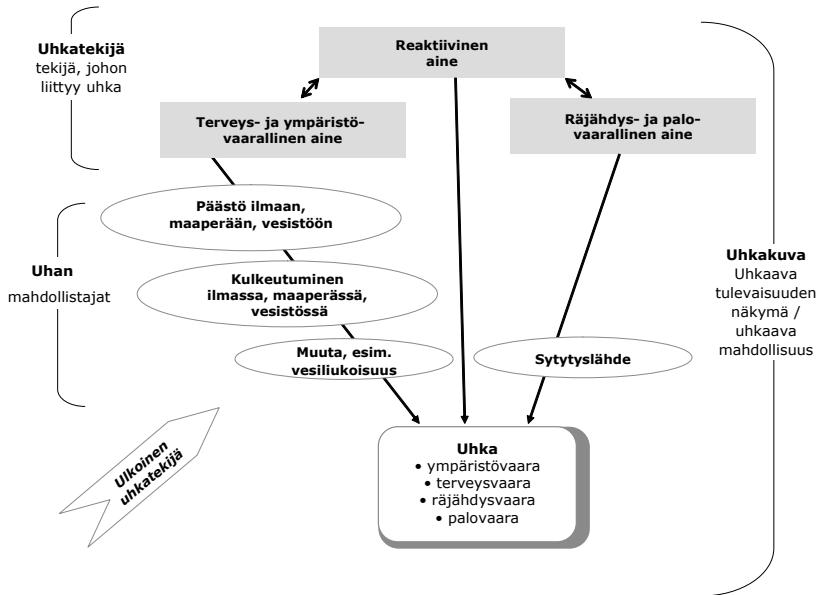 Uhkatekijä
tekijä, johon
liittyy uhka
Reaktiivinen
aine
Terveys- ja ympäristö-
vaarallinen aine
Räjähdys- ja palo-
vaarallinen aine
Päästö ilmaan,
maaperään, vesistöön
Uhan
mahdollistajat
Kulkeutuminen
ilmassa, maaperässä,
vesistössä
Muuta, esim.
vesiliukoisuus
Sytytyslähde
Uhkakuva
Uhkaava
tulevaisuuden
näkymä /
uhkaava
mahdollisuus
Ulkoinen
uhkatekijä
Uhka
• ympäristövaara
• terveysvaara
• räjähdysvaara
• palovaara